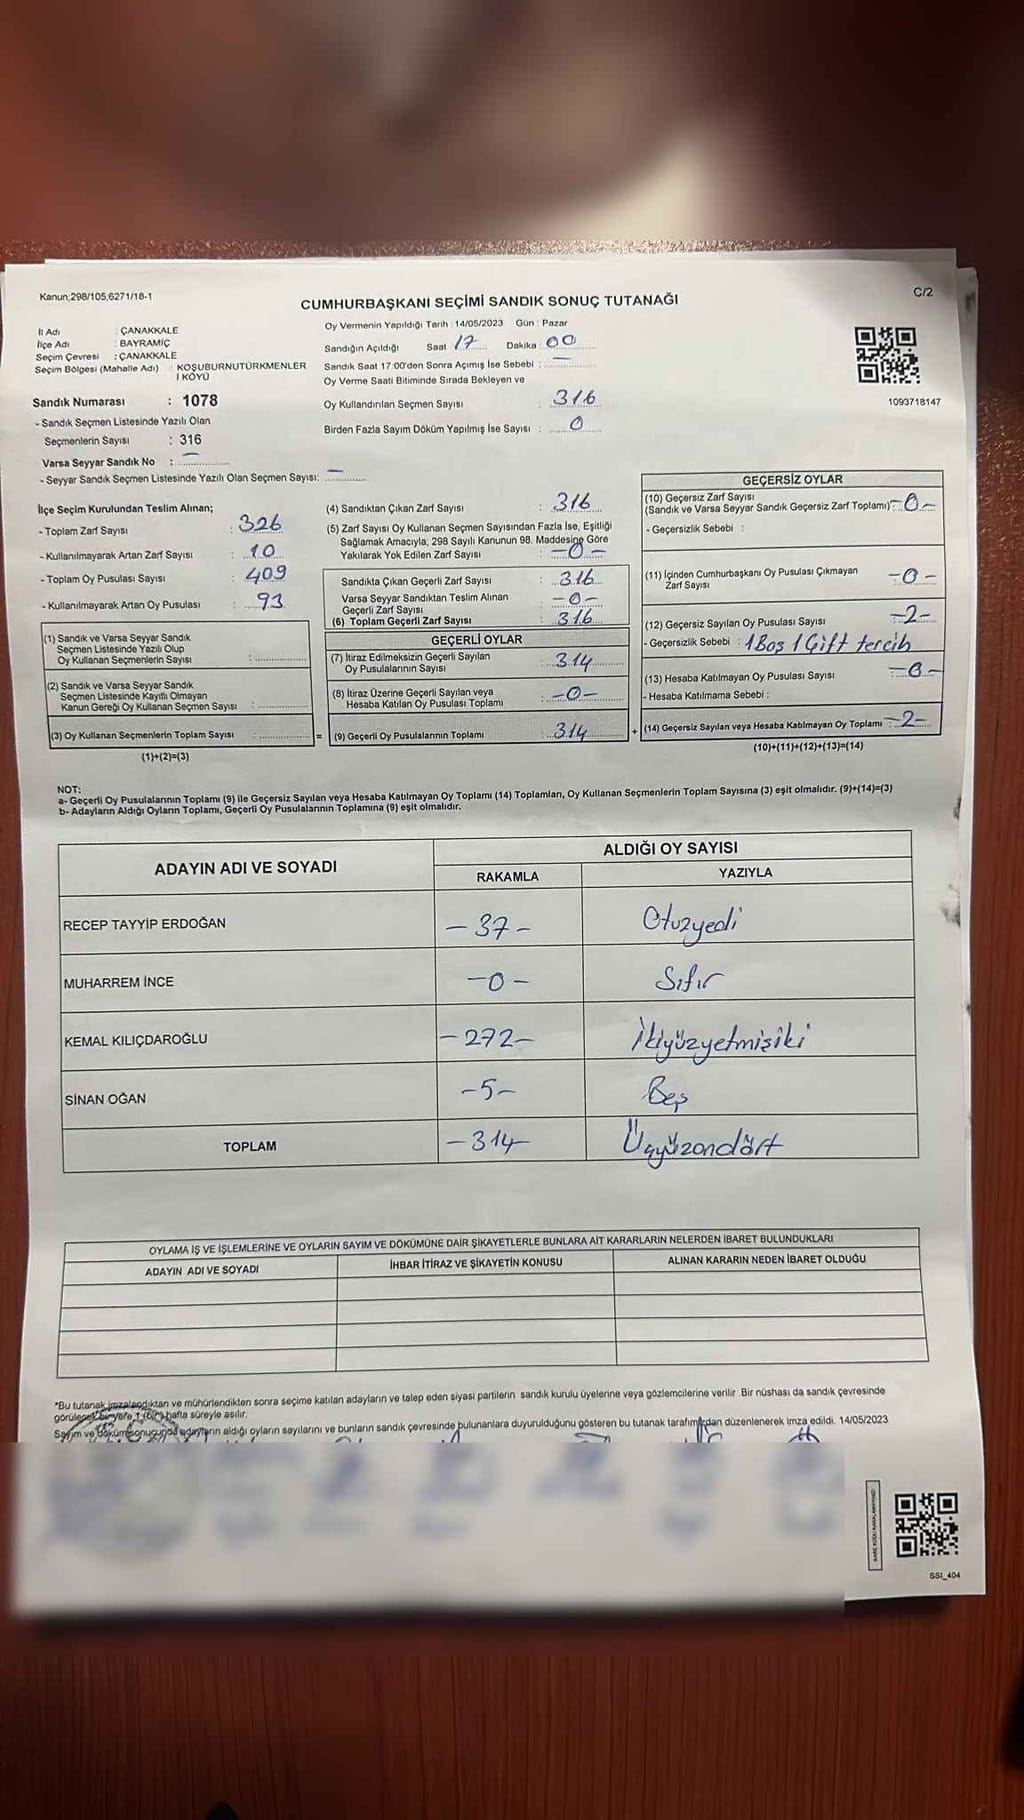 Kanun;298/105,6271/18-1
C/2
CUMHURBAŞKANI SEÇİMİ SANDIK SONUÇ TUTANAĞI
İl Adı : ÇANAKKALE
İlçe Adı : BAYRAMİÇ
Seçim Çevresi : ÇANAKKALE
Seçim Bölgesi (Mahalle Adı) : KOŞUBURNUTÜRKMENLER
İ KÖYÜ
Sandık Numarası : 1078
- Sandık Seçmen Listesinde Yazılı Olan
Seçmenlerin Sayısı : 316
Varsa Seyyar Sandık No : —
- Seyyar Sandık Seçmen Listesinde Yazılı Olan Seçmen Sayısı: —
Oy Vermenin Yapıldığı Tarih : 14/05/2023 Gün : Pazar
Sandığın Açıldığı Saat 17 Dakika 00
Sandık Saat 17:00'den Sonra Açılmış İse Sebebi : —
Oy Verme Saati Bitiminde Sırada Bekleyen ve
Oy Kullandırılan Seçmen Sayısı : 316
Birden Fazla Sayım Döküm Yapılmış İse Sayısı : 0
1093718147
İlçe Seçim Kurulundan Teslim Alınan;
- Toplam Zarf Sayısı : 326
- Kullanılmayarak Artan Zarf Sayısı : 10
- Toplam Oy Pusulası Sayısı : 409
- Kullanılmayarak Artan Oy Pusulası : 93
(1) Sandık ve Varsa Seyyar Sandık
Seçmen Listesinde Yazılı Olup
Oy Kullanan Seçmenlerin Sayısı :
(2) Sandık ve Varsa Seyyar Sandık
Seçmen Listesinde Kayıtlı Olmayan
Kanun Gereği Oy Kullanan Seçmen Sayısı :
(3) Oy Kullanan Seçmenlerin Toplam Sayısı :
(1)+(2)=(3)
(4) Sandıktan Çıkan Zarf Sayısı : 316
(5) Zarf Sayısı Oy Kullanan Seçmen Sayısından Fazla İse, Eşitliği
Sağlamak Amacıyla; 298 Sayılı Kanunun 98. Maddesine Göre
Yakılarak Yok Edilen Zarf Sayısı : -0-
Sandıkta Çıkan Geçerli Zarf Sayısı : 316
Varsa Seyyar Sandıktan Teslim Alınan
Geçerli Zarf Sayısı : -0-
(6) Toplam Geçerli Zarf Sayısı : 316
GEÇERLİ OYLAR
(7) İtiraz Edilmeksizin Geçerli Sayılan
Oy Pusulalarının Sayısı : 314
(8) İtiraz Üzerine Geçerli Sayılan veya
Hesaba Katılan Oy Pusulası Toplamı : -0-
= (9) Geçerli Oy Pusulalarının Toplamı : 314
GEÇERSİZ OYLAR
(10) Geçersiz Zarf Sayısı
(Sandık ve Varsa Seyyar Sandık Geçersiz Zarf Toplamı) : -0-
- Geçersizlik Sebebi :
(11) İçinden Cumhurbaşkanı Oy Pusulası Çıkmayan
Zarf Sayısı -0-
(12) Geçersiz Sayılan Oy Pusulası Sayısı -2-
- Geçersizlik Sebebi : 1 Boş 1 Çift tercih
(13) Hesaba Katılmayan Oy Pusulası Sayısı -0-
- Hesaba Katılmama Sebebi :
+ (14) Geçersiz Sayılan veya Hesaba Katılmayan Oy Toplamı : -2-
(10)+(11)+(12)+(13)=(14)
NOT:
a- Geçerli Oy Pusulalarının Toplamı (9) ile Geçersiz Sayılan veya Hesaba Katılmayan Oy Toplamı (14) Toplamları, Oy Kullanan Seçmenlerin Toplam Sayısına (3) eşit olmalıdır. (9)+(14)=(3)
b- Adayların Aldığı Oyların Toplamı, Geçerli Oy Pusulalarının Toplamına (9) eşit olmalıdır.
ADAYIN ADI VE SOYADI
ALDIĞI OY SAYISI
RAKAMLA YAZIYLA
RECEP TAYYİP ERDOĞAN -37- Otuzyedi
MUHARREM İNCE -0- Sıfır
KEMAL KILIÇDAROĞLU -272- İkiyüzyetmişiki
SİNAN OĞAN -5- Beş
TOPLAM -314- Üçyüzondört
OYLAMA İŞ VE İŞLEMLERİNE VE OYLARIN SAYIM VE DÖKÜMÜNE DAİR ŞİKAYETLERLE BUNLARA AİT KARARLARIN NELERDEN İBARET BULUNDUKLARI
ADAYIN ADI VE SOYADI İHBAR İTİRAZ VE ŞİKAYETİN KONUSU ALINAN KARARIN NEDEN İBARET OLDUĞU
*Bu tutanak imzalandıktan ve mühürlendikten sonra seçime katılan adayların ve talep eden siyasi partilerin sandık kurulu üyelerine veya gözlemcilerine verilir. Bir nüshası da sandık çevresinde
görülecek bir yere 1 (bir) hafta süreyle asılır.
Sayım ve döküm sonucunda adayların aldığı oyların sayılarını ve bunların sandık çevresinde bulunanlara duyurulduğunu gösteren bu tutanak tarafımızdan düzenlenerek imza edildi. 14/05/2023
SSI_404